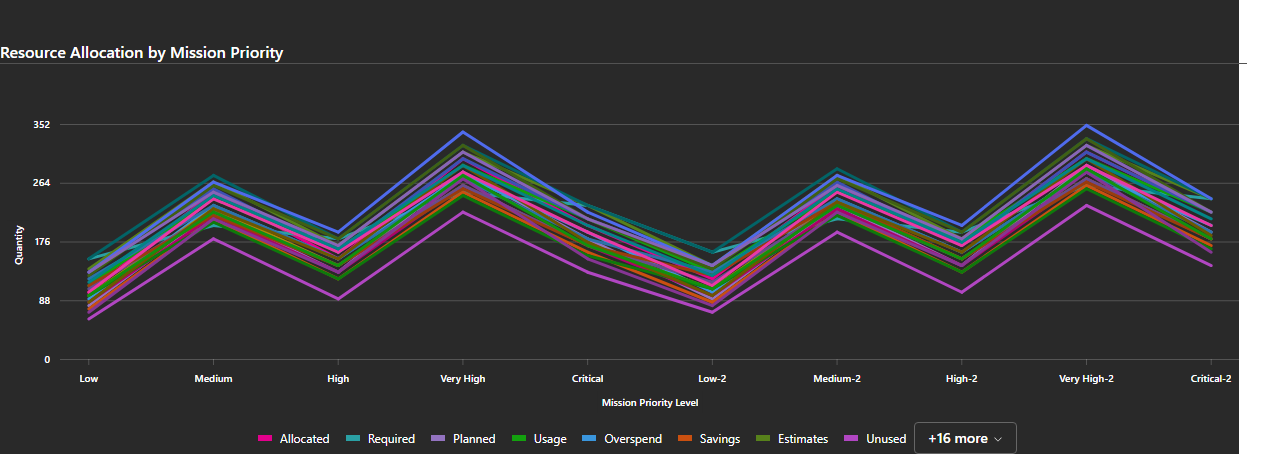 Resource Allocation by Mission Priority
352
264
176
88
0
Quantity
Low Medium High Very High Critical Low-2 Medium-2 High-2 Very High-2 Critical-2
Mission Priority Level
Allocated Required Planned Usage Overspend Savings Estimates Unused +16 more